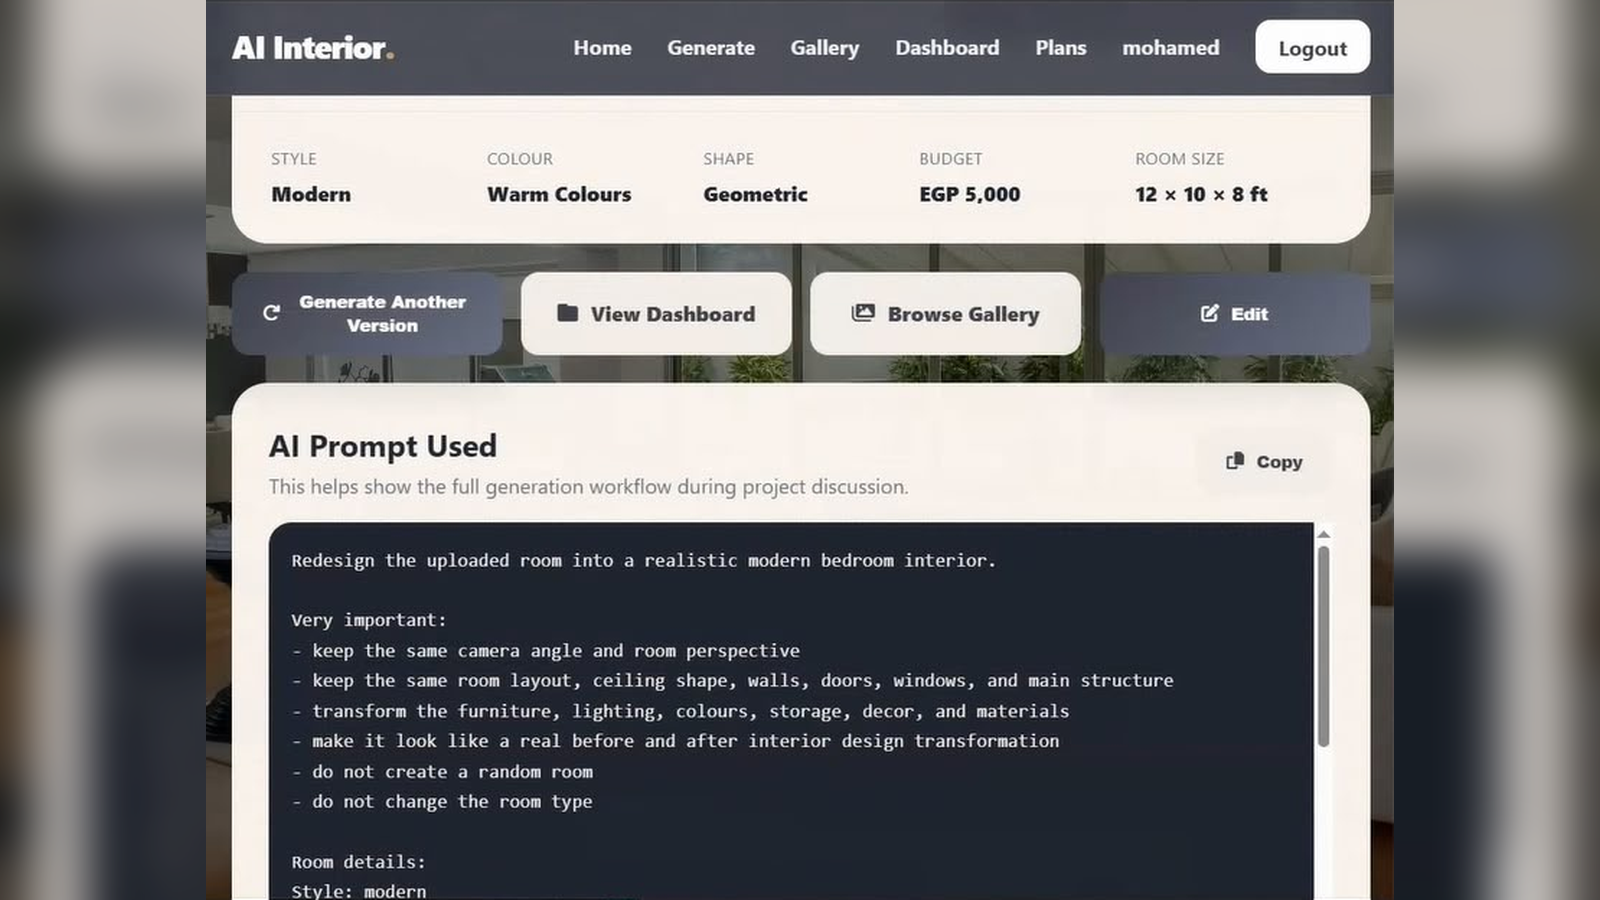 AI Interior.
Home Generate Gallery Dashboard Plans mohamed Logout
STYLE COLOUR SHAPE BUDGET ROOM SIZE
Modern Warm Colours Geometric EGP 5,000 12 × 10 × 8 ft
Generate Another
Version
View Dashboard
Browse Gallery
Edit
AI Prompt Used
Copy
This helps show the full generation workflow during project discussion.
Redesign the uploaded room into a realistic modern bedroom interior.
Very important:
- keep the same camera angle and room perspective
- keep the same room layout, ceiling shape, walls, doors, windows, and main structure
- transform the furniture, lighting, colours, storage, decor, and materials
- make it look like a real before and after interior design transformation
- do not create a random room
- do not change the room type
Room details:
Style: modern